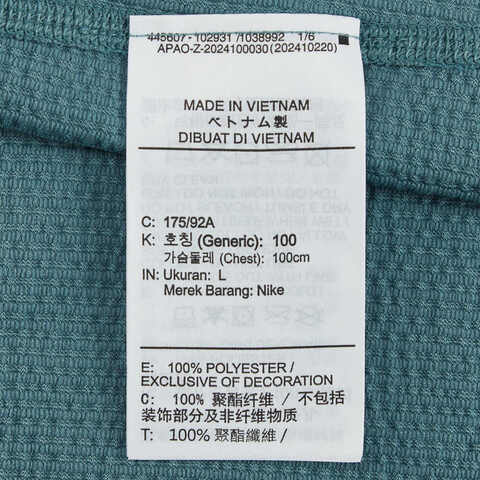 445607 - 102931 / 1038992 1/6
APAO-Z-2024100030 (202410220)
MADE IN VIETNAM
ベトナム製
DIBUAT DI VIETNAM
C: 175/92A
K: 호칭 (Generic): 100
가슴둘레 (Chest): 100cm
IN: Ukuran: L
Merek Barang: Nike
E: 100% POLYESTER /
EXCLUSIVE OF DECORATION
C: 100% 聚酯纤维 / 不包括
装饰部分及非纤维物质
T: 100% 聚酯纖維 /